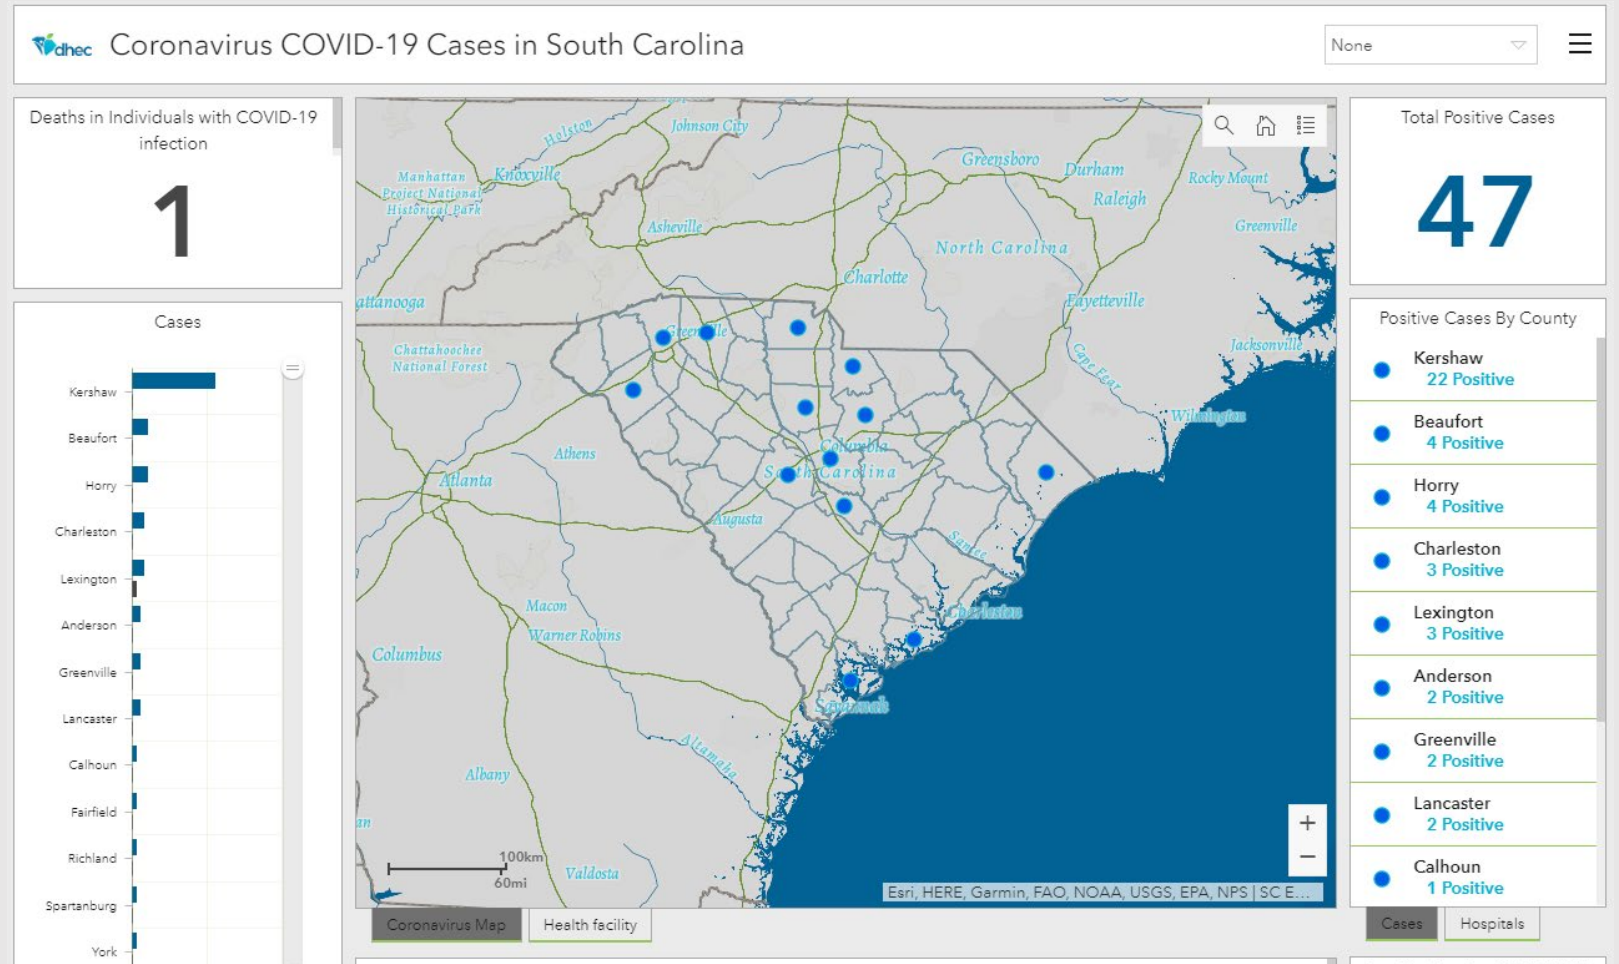 dhec
Coronavirus COVID-19 Cases in South Carolina
None
Deaths in Individuals with COVID-19
infection
1
Cases
Kershaw
Beaufort
Horry
Charleston
Lexington
Anderson
Greenville
Lancaster
Calhoun
Fairfield
Richland
Spartanburg
York
Holston
Johnson City
Manhattan
Project National
Historical Park
Knoxville
Greensboro
Durham
Rocky Mount
Raleigh
Asheville
Greenville
North Carolina
Charlotte
attanooga
Fayetteville
Greenville
Jacksonville
Chattahoochee
National Forest
Cape Fear
Wilmington
Athens
Columbia
South Carolina
Atlanta
Augusta
Santee
Macon
Charleston
Warner Robins
Columbus
Savannah
Altamaha
Albany
an
100km
60mi
Valdosta
+
−
Esri, HERE, Garmin, FAO, NOAA, USGS, EPA, NPS | SC E...
Coronavirus Map
Health facility
Total Positive Cases
47
Positive Cases By County
Kershaw
22 Positive
Beaufort
4 Positive
Horry
4 Positive
Charleston
3 Positive
Lexington
3 Positive
Anderson
2 Positive
Greenville
2 Positive
Lancaster
2 Positive
Calhoun
1 Positive
Cases
Hospitals